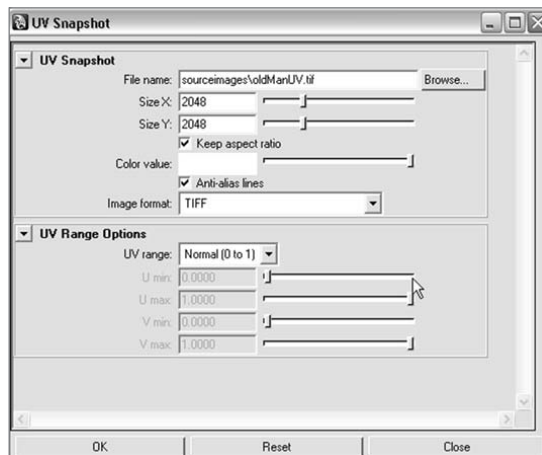 UV Snapshot
UV Snapshot
File name: sourceimages\oldManUV.tif Browse...
Size X: 2048
Size Y: 2048
Keep aspect ratio
Color value:
Anti-alias lines
Image format: TIFF
UV Range Options
UV range: Normal (0 to 1)
U min: 0.0000
U max: 1.0000
V min: 0.0000
V max: 1.0000
OK Reset Close